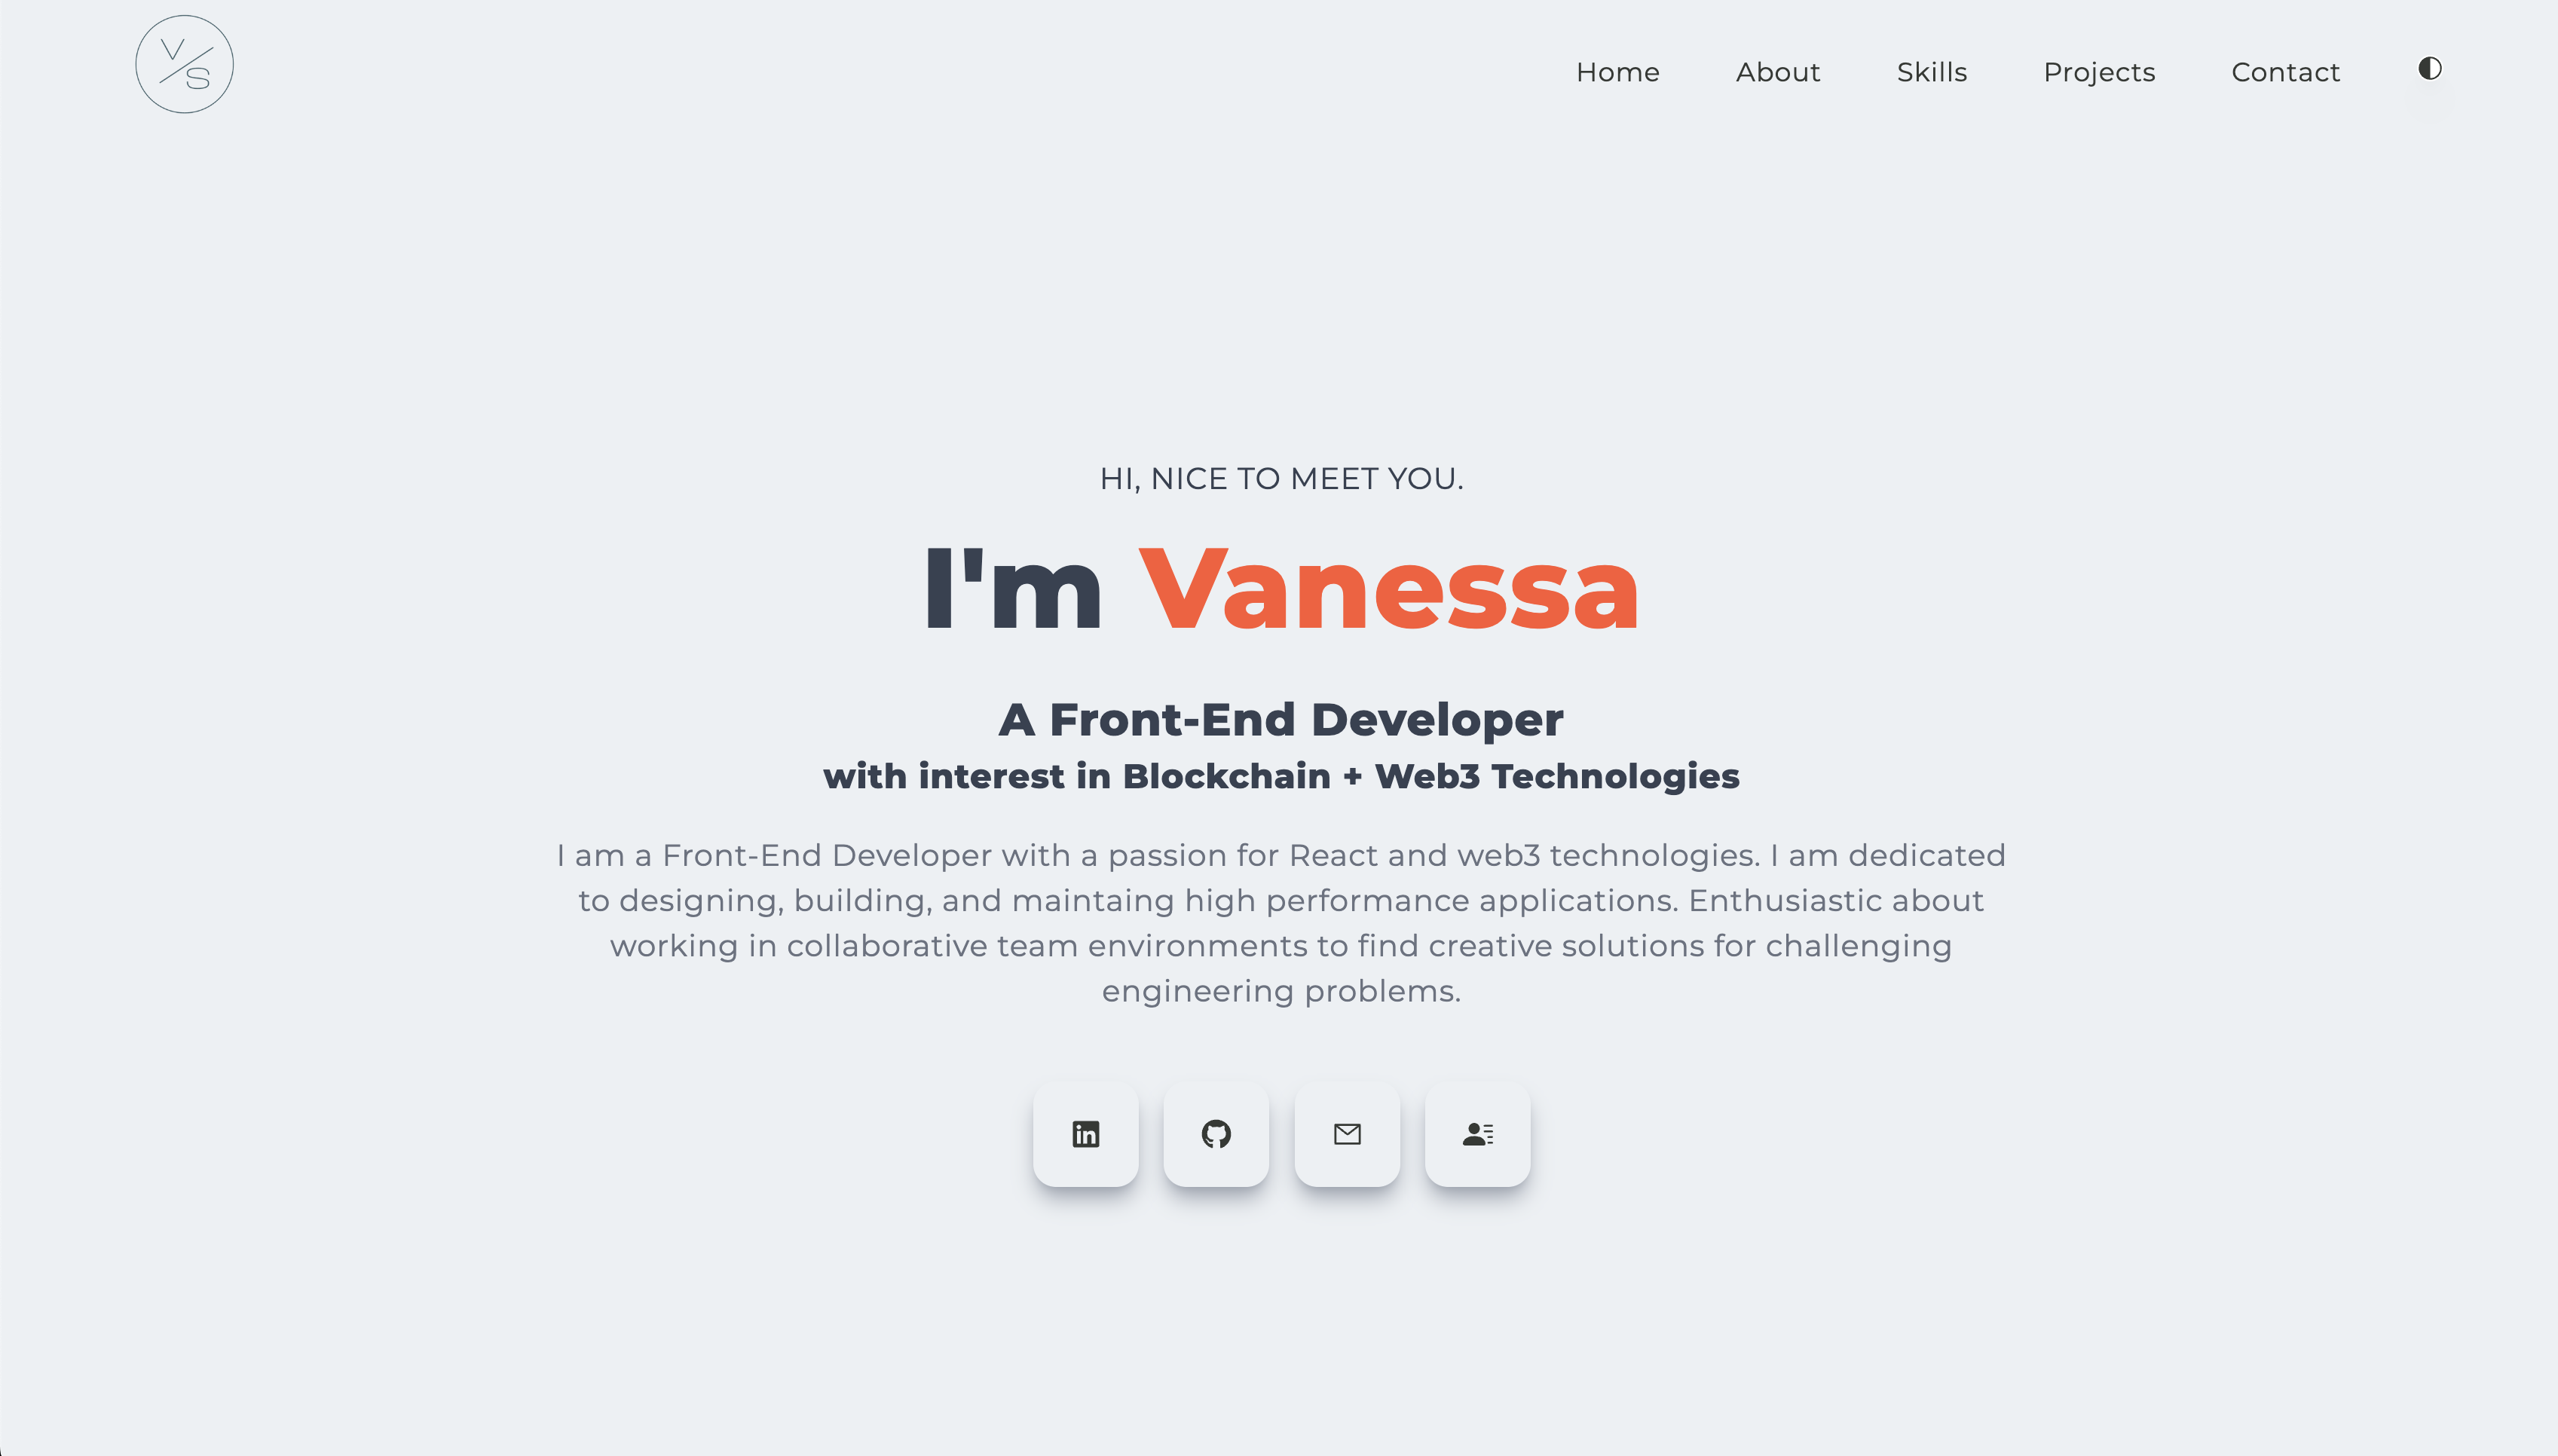 V
S
Home About Skills Projects Contact
HI, NICE TO MEET YOU.
I'm Vanessa
A Front-End Developer
with interest in Blockchain + Web3 Technologies
I am a Front-End Developer with a passion for React and web3 technologies. I am dedicated
to designing, building, and maintaing high performance applications. Enthusiastic about
working in collaborative team environments to find creative solutions for challenging
engineering problems.
in